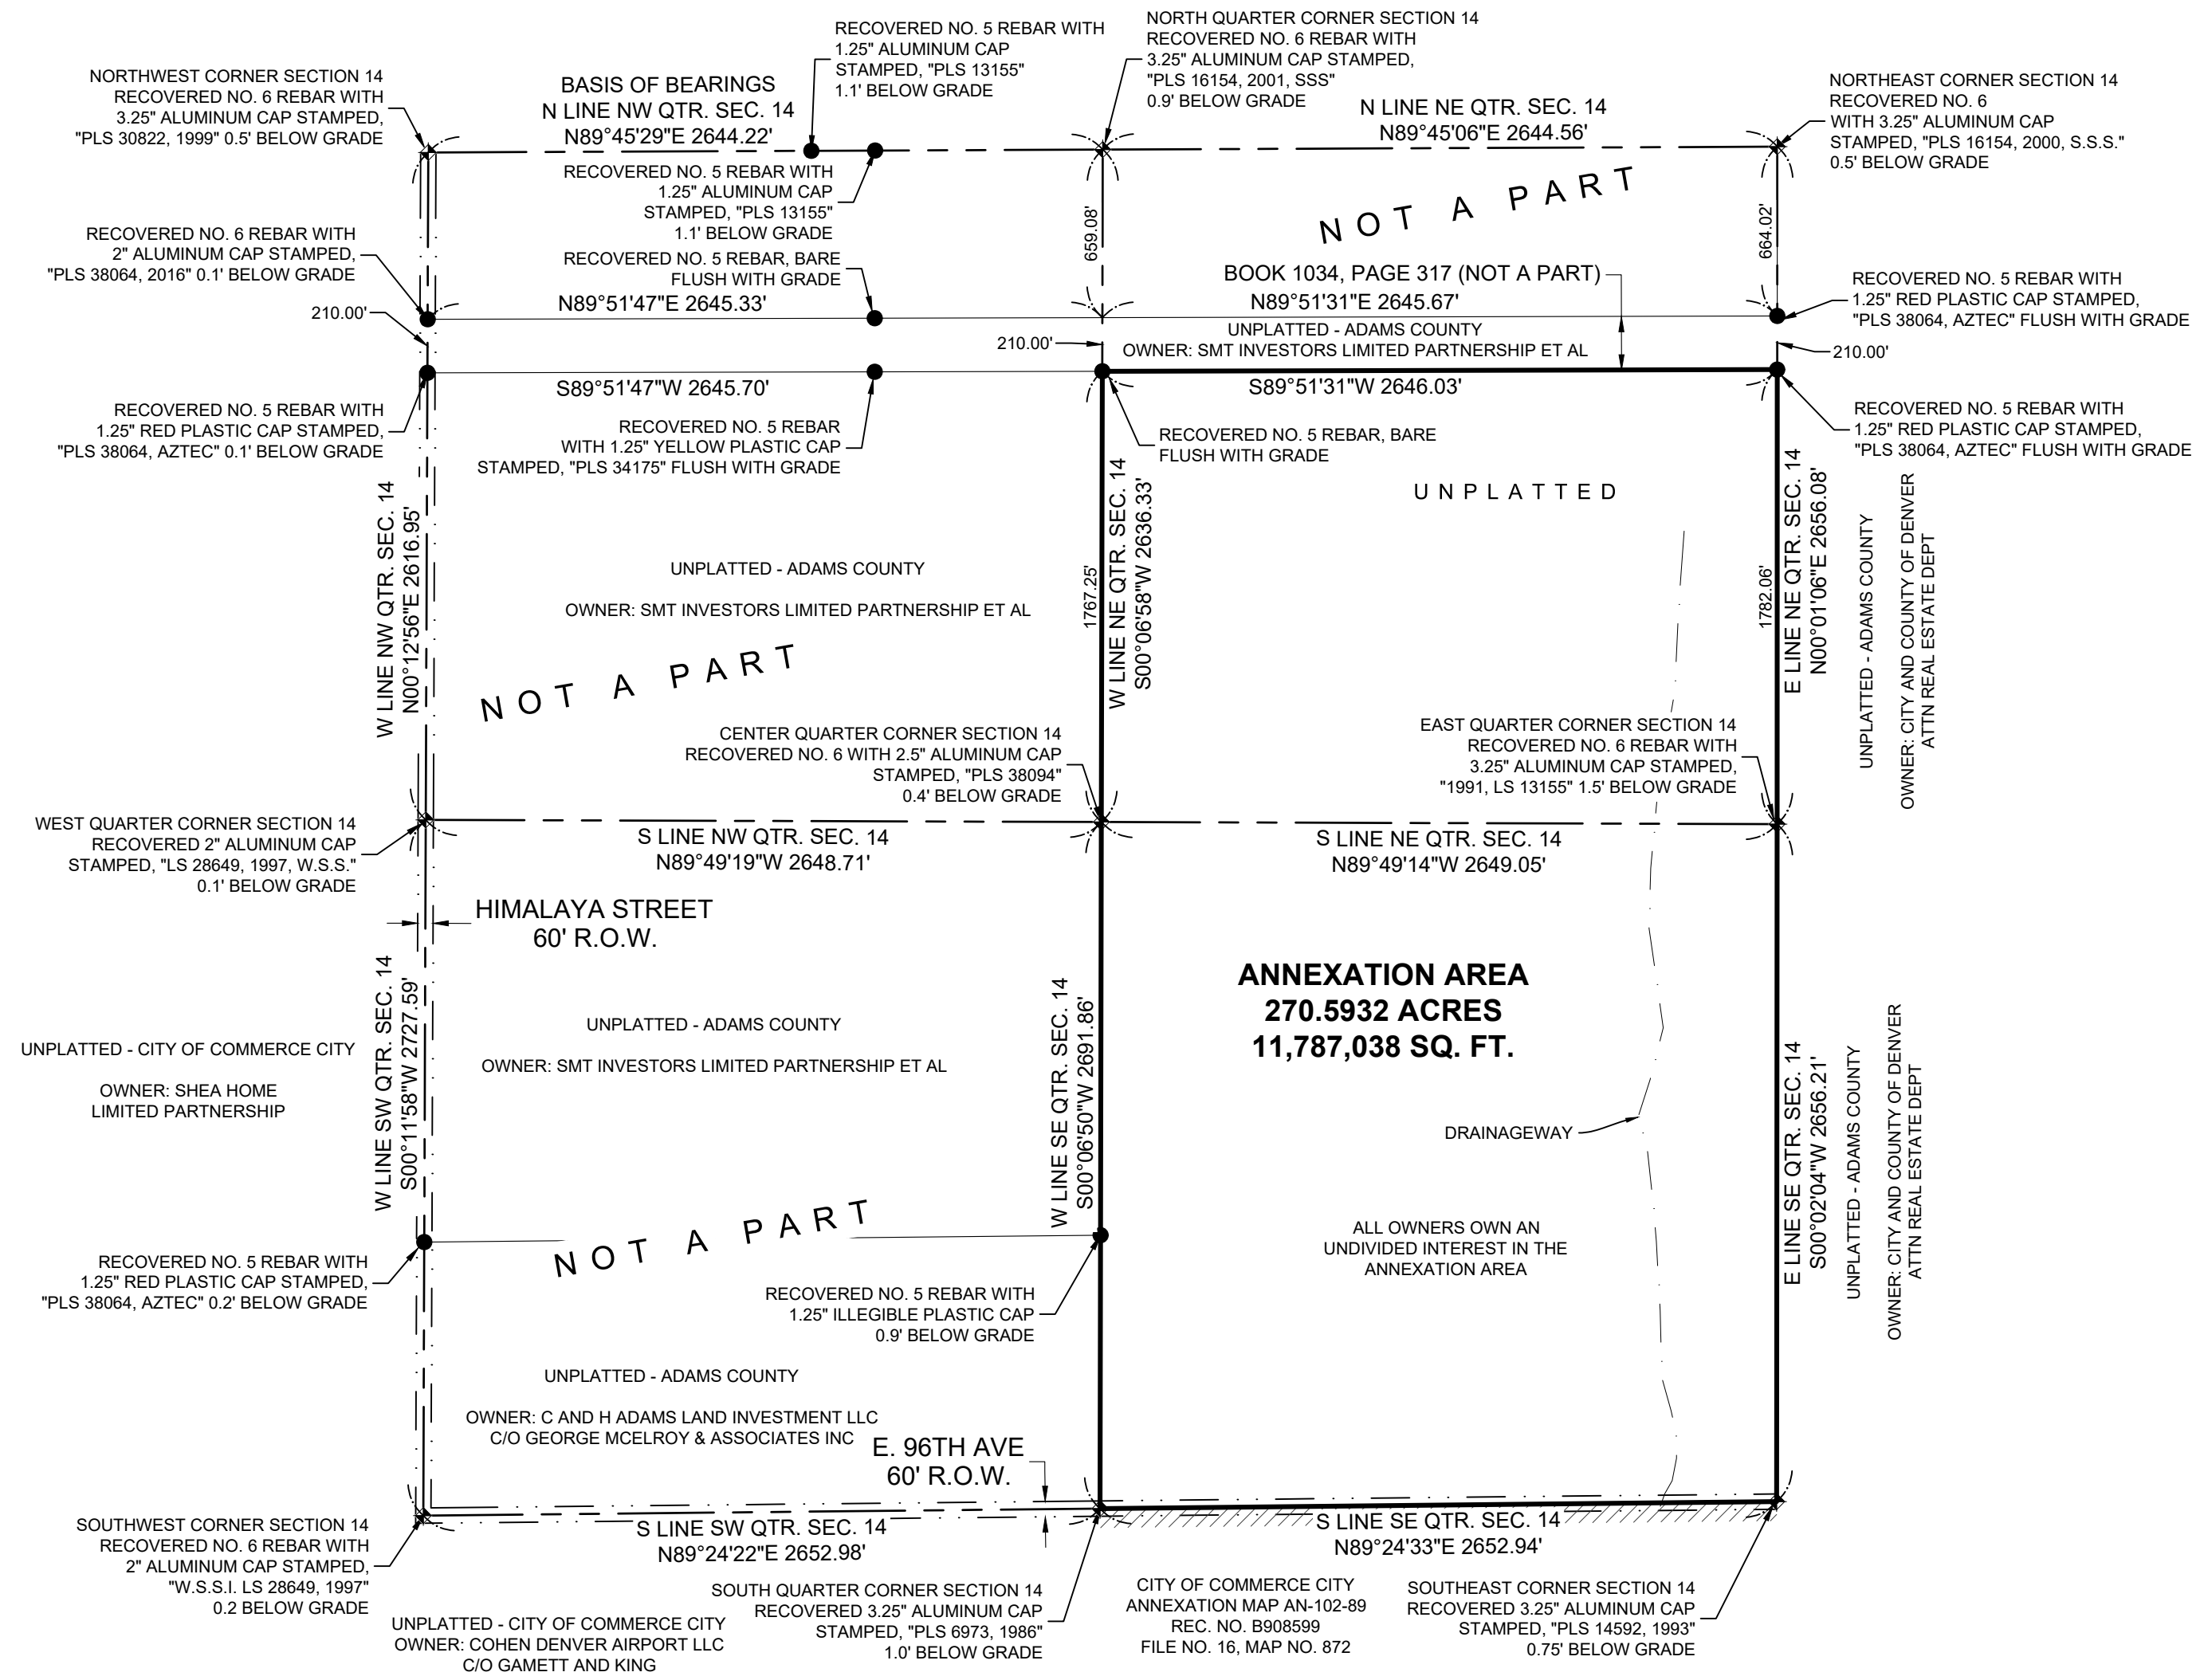 NORTHWEST CORNER SECTION 14
RECOVERED NO. 6 REBAR WITH
3.25" ALUMINUM CAP STAMPED,
"PLS 30822, 1999" 0.5' BELOW GRADE
BASIS OF BEARINGS
N LINE NW QTR. SEC. 14
N89°45'29"E 2644.22'
RECOVERED NO. 5 REBAR WITH
1.25" ALUMINUM CAP
STAMPED, "PLS 13155"
1.1' BELOW GRADE
NORTH QUARTER CORNER SECTION 14
RECOVERED NO. 6 REBAR WITH
3.25" ALUMINUM CAP STAMPED,
"PLS 16154, 2001, SSS"
0.9' BELOW GRADE
N LINE NE QTR. SEC. 14
N89°45'06"E 2644.56'
NORTHEAST CORNER SECTION 14
RECOVERED NO. 6
WITH 3.25" ALUMINUM CAP
STAMPED, "PLS 16154, 2000, S.S.S."
0.5' BELOW GRADE
RECOVERED NO. 5 REBAR WITH
1.25" ALUMINUM CAP
STAMPED, "PLS 13155"
1.1' BELOW GRADE
NOT A PART
659.08'
664.02'
RECOVERED NO. 6 REBAR WITH
2" ALUMINUM CAP STAMPED,
"PLS 38064, 2016" 0.1' BELOW GRADE
RECOVERED NO. 5 REBAR, BARE
FLUSH WITH GRADE
N89°51'47"E 2645.33'
BOOK 1034, PAGE 317 (NOT A PART)
N89°51'31"E 2645.67'
RECOVERED NO. 5 REBAR WITH
1.25" RED PLASTIC CAP STAMPED,
"PLS 38064, AZTEC" FLUSH WITH GRADE
210.00'
210.00'
UNPLATTED - ADAMS COUNTY
OWNER: SMT INVESTORS LIMITED PARTNERSHIP ET AL
210.00'
S89°51'47"W 2645.70'
S89°51'31"W 2646.03'
RECOVERED NO. 5 REBAR WITH
1.25" RED PLASTIC CAP STAMPED,
"PLS 38064, AZTEC" 0.1' BELOW GRADE
RECOVERED NO. 5 REBAR
WITH 1.25" YELLOW PLASTIC CAP
STAMPED, "PLS 34175" FLUSH WITH GRADE
RECOVERED NO. 5 REBAR, BARE
FLUSH WITH GRADE
RECOVERED NO. 5 REBAR WITH
1.25" RED PLASTIC CAP STAMPED,
"PLS 38064, AZTEC" FLUSH WITH GRADE
UNPLATTED
W LINE NW QTR. SEC. 14
N00°12'56"E 2616.95'
UNPLATTED - ADAMS COUNTY
OWNER: SMT INVESTORS LIMITED PARTNERSHIP ET AL
1767.25'
W LINE NE QTR. SEC. 14
S00°06'58"W 2636.33'
1782.06'
E LINE NE QTR. SEC. 14
N00°01'06"E 2656.08'
UNPLATTED - ADAMS COUNTY
OWNER: CITY AND COUNTY OF DENVER
ATTN REAL ESTATE DEPT
NOT A PART
CENTER QUARTER CORNER SECTION 14
RECOVERED NO. 6 WITH 2.5" ALUMINUM CAP
STAMPED, "PLS 38094"
0.4' BELOW GRADE
EAST QUARTER CORNER SECTION 14
RECOVERED NO. 6 REBAR WITH
3.25" ALUMINUM CAP STAMPED,
"1991, LS 13155" 1.5' BELOW GRADE
WEST QUARTER CORNER SECTION 14
RECOVERED 2" ALUMINUM CAP
STAMPED, "LS 28649, 1997, W.S.S."
0.1' BELOW GRADE
S LINE NW QTR. SEC. 14
N89°49'19"W 2648.71'
S LINE NE QTR. SEC. 14
N89°49'14"W 2649.05'
HIMALAYA STREET
60' R.O.W.
ANNEXATION AREA
270.5932 ACRES
11,787,038 SQ. FT.
W LINE SW QTR. SEC. 14
S00°11'58"W 2727.59'
UNPLATTED - CITY OF COMMERCE CITY
OWNER: SHEA HOME
LIMITED PARTNERSHIP
UNPLATTED - ADAMS COUNTY
OWNER: SMT INVESTORS LIMITED PARTNERSHIP ET AL
W LINE SE QTR. SEC. 14
S00°06'50"W 2691.86'
DRAINAGEWAY
E LINE SE QTR. SEC. 14
S00°02'04"W 2656.21'
UNPLATTED - ADAMS COUNTY
OWNER: CITY AND COUNTY OF DENVER
ATTN REAL ESTATE DEPT
NOT A PART
ALL OWNERS OWN AN
UNDIVIDED INTEREST IN THE
ANNEXATION AREA
RECOVERED NO. 5 REBAR WITH
1.25" RED PLASTIC CAP STAMPED,
"PLS 38064, AZTEC" 0.2' BELOW GRADE
RECOVERED NO. 5 REBAR WITH
1.25" ILLEGIBLE PLASTIC CAP
0.9' BELOW GRADE
UNPLATTED - ADAMS COUNTY
OWNER: C AND H ADAMS LAND INVESTMENT LLC
C/O GEORGE MCELROY & ASSOCIATES INC
E. 96TH AVE
60' R.O.W.
SOUTHWEST CORNER SECTION 14
RECOVERED NO. 6 REBAR WITH
2" ALUMINUM CAP STAMPED,
"W.S.S.I. LS 28649, 1997"
0.2 BELOW GRADE
S LINE SW QTR. SEC. 14
N89°24'22"E 2652.98'
S LINE SE QTR. SEC. 14
N89°24'33"E 2652.94'
UNPLATTED - CITY OF COMMERCE CITY
OWNER: COHEN DENVER AIRPORT LLC
C/O GAMETT AND KING
SOUTH QUARTER CORNER SECTION 14
RECOVERED 3.25" ALUMINUM CAP
STAMPED, "PLS 6973, 1986"
1.0' BELOW GRADE
CITY OF COMMERCE CITY
ANNEXATION MAP AN-102-89
REC. NO. B908599
FILE NO. 16, MAP NO. 872
SOUTHEAST CORNER SECTION 14
RECOVERED 3.25" ALUMINUM CAP
STAMPED, "PLS 14592, 1993"
0.75' BELOW GRADE